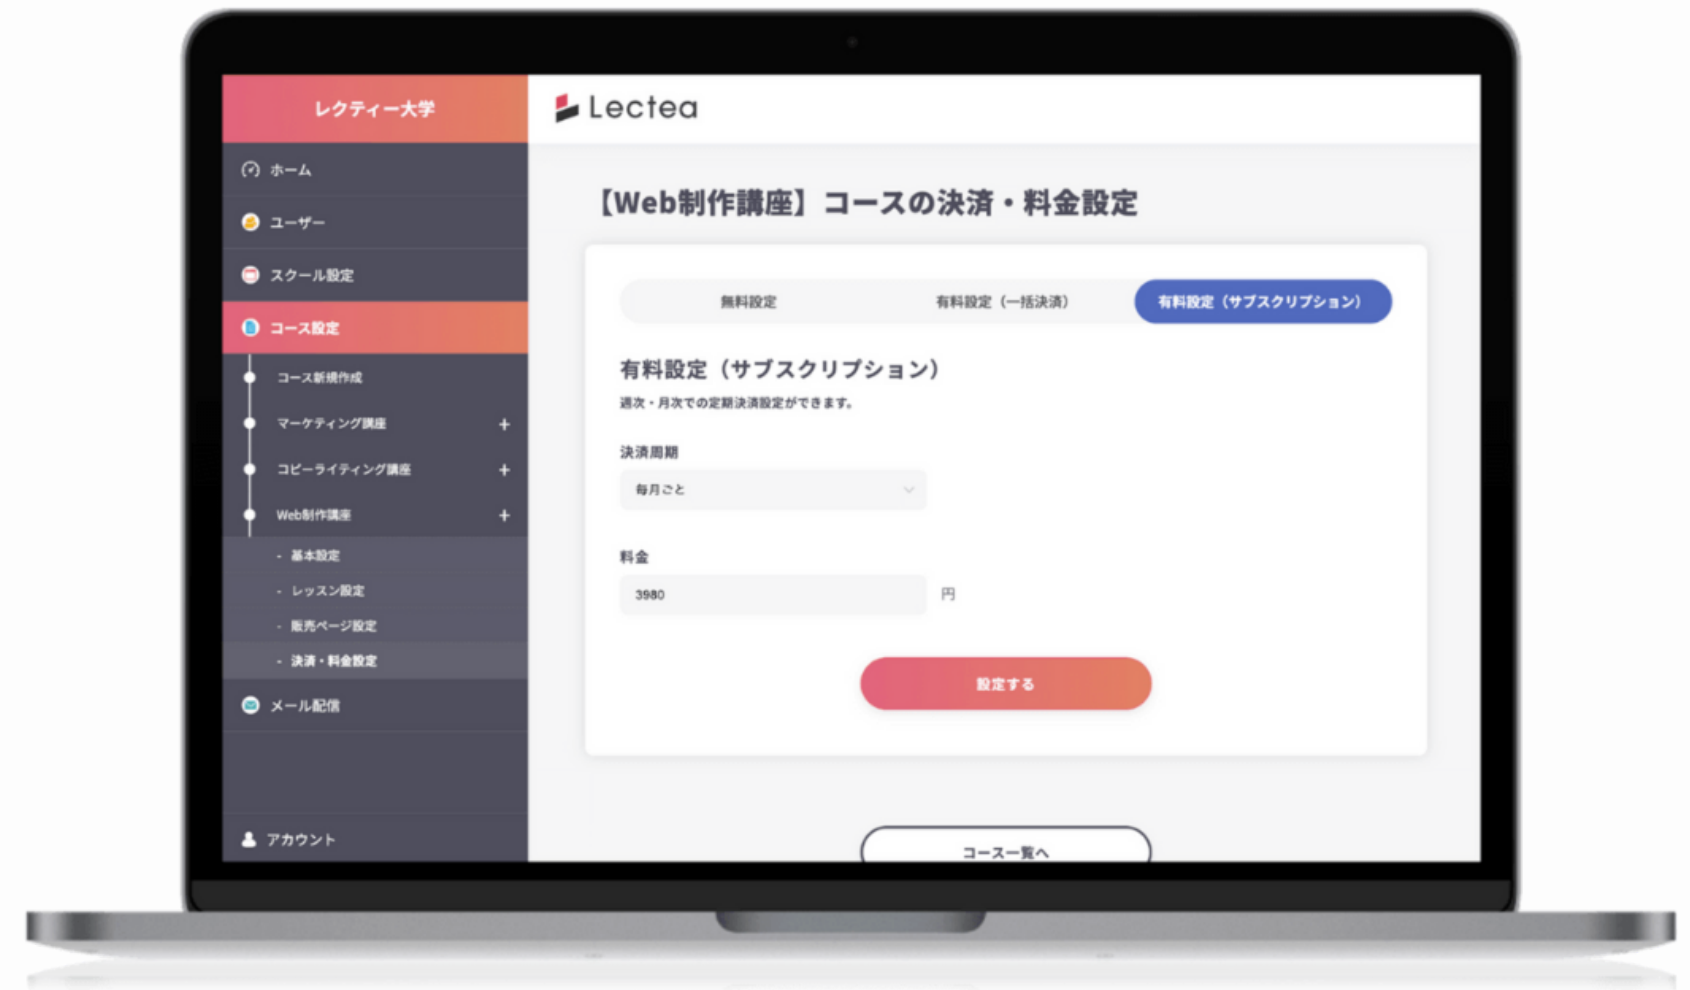 レクティー大学
Lectea
ホーム
ユーザー
スクール設定
コース設定
コース新規作成
マーケティング講座 +
コピーライティング講座 +
Web制作講座 +
- 基本設定
- レッスン設定
- 販売ページ設定
- 決済・料金設定
メール配信
アカウント
【Web制作講座】コースの決済・料金設定
無料設定
有料設定（一括決済）
有料設定（サブスクリプション）
有料設定（サブスクリプション）
週次・月次での定期決済設定ができます。
決済周期
毎月ごと
料金
3980 円
設定する
コース一覧へ